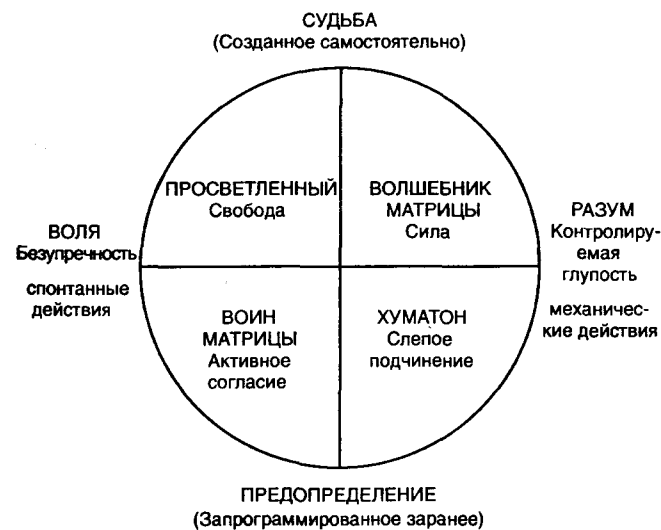 СУДЬБА
(Созданное самостоятельно)
ПРОСВЕТЛЕННЫЙ
Свобода
ВОЛШЕБНИК
МАТРИЦЫ
Сила
ВОЛЯ
Безупречность
спонтанные
действия
РАЗУМ
Контролиру-
емая
глупость
механичес-
кие действия
ВОИН
МАТРИЦЫ
Активное
согласие
ХУМАТОН
Слепое
подчинение
ПРЕДОПРЕДЕЛЕНИЕ
(Запрограммированное заранее)